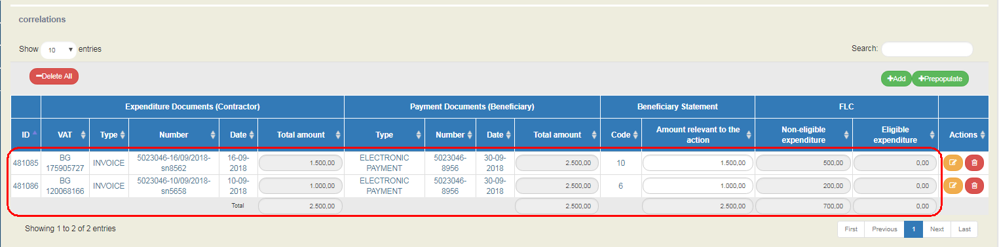 correlations
Show 10 entries Search:
Delete All Add Prepopulate
Expenditure Documents (Contractor) Payment Documents (Beneficiary) Beneficiary Statement FLC
ID VAT Type Number Date Total amount Type Number Date Total amount Code Amount relevant to the action Non-eligible expenditure Eligible expenditure Actions
481085 BG 175905727 INVOICE 5023046-16/09/2018-sn8562 16-09-2018 1.500,00 ELECTRONIC PAYMENT 5023046-8956 30-09-2018 2.500,00 10 1.500,00 500,00 0,00
481086 BG 120068166 INVOICE 5023046-10/09/2018-sn5658 10-09-2018 1.000,00 ELECTRONIC PAYMENT 5023046-8956 30-09-2018 2.500,00 6 1.000,00 200,00 0,00
Total 2.500,00 2.500,00 2.500,00 700,00 0,00
Showing 1 to 2 of 2 entries First Previous 1 Next Last